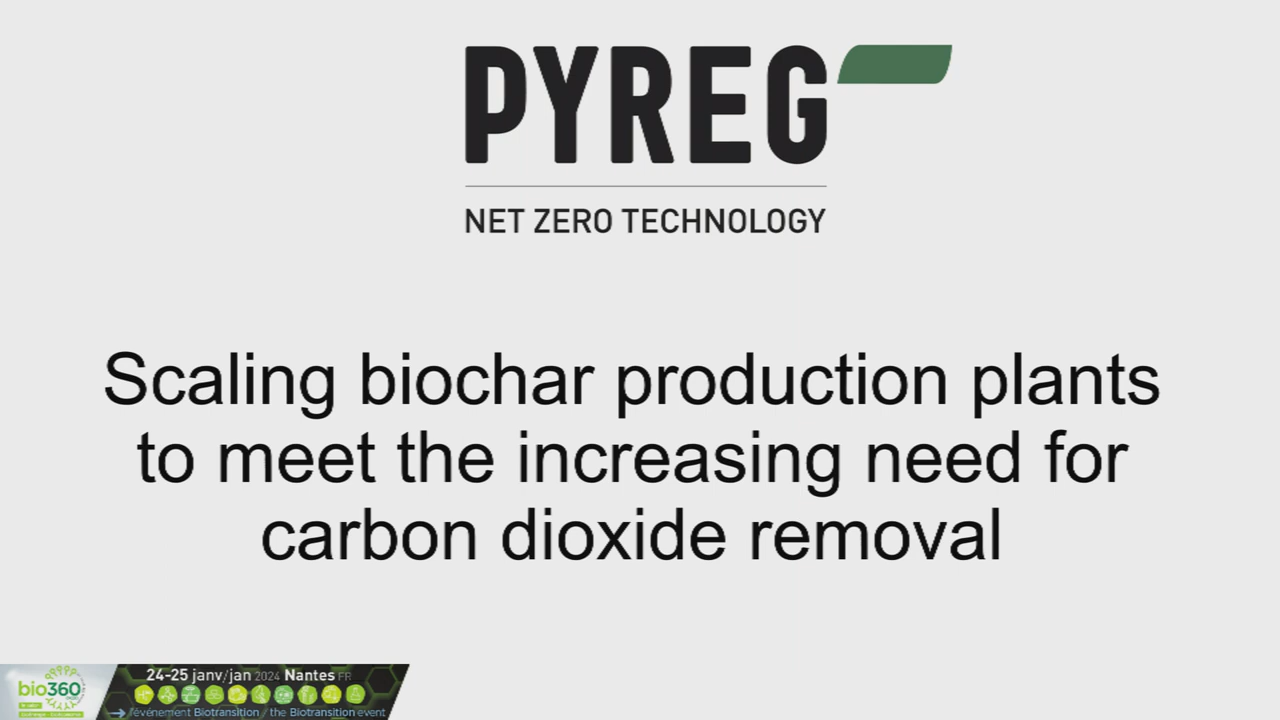 PYREG
NET ZERO TECHNOLOGY
Scaling biochar production plants
to meet the increasing need for
carbon dioxide removal
24-25 janv/jan 2024 Nantes FR
bio360
l'événement Biotransition / the Biotransition event